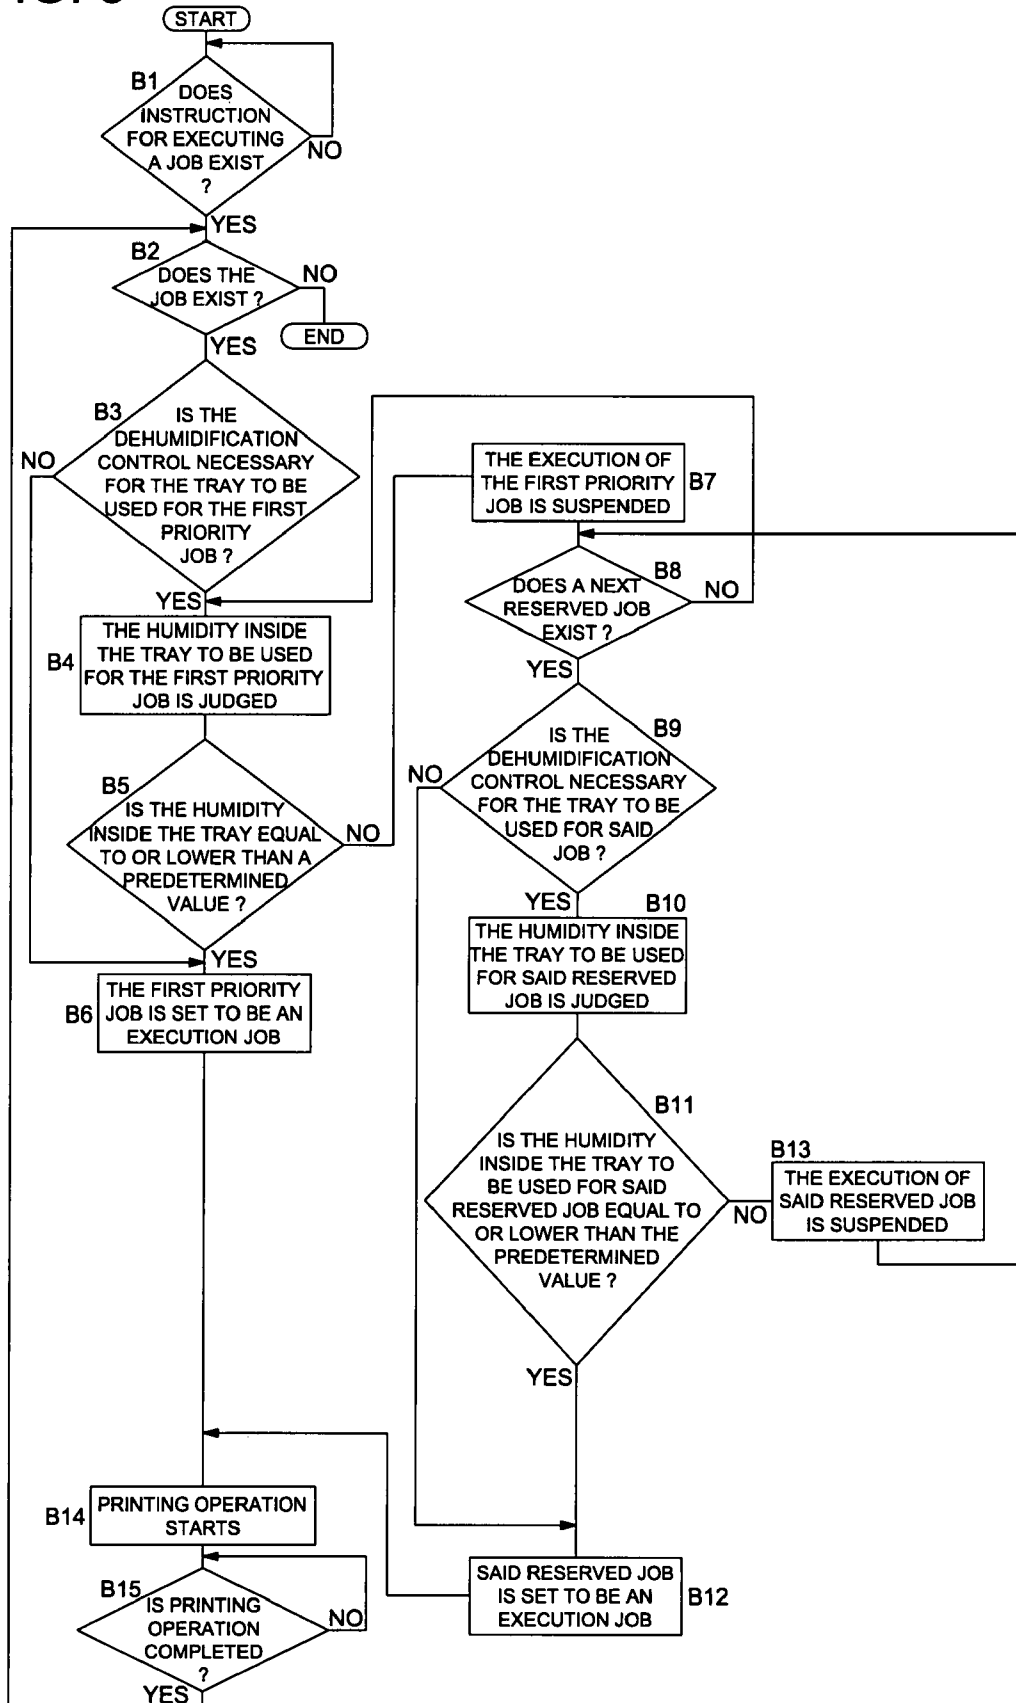 START
B1
DOES
INSTRUCTION
FOR EXECUTING
A JOB EXIST
?
NO
YES
B2
DOES THE
JOB EXIST ?
NO
END
YES
B3
IS THE
DEHUMIDIFICATION
CONTROL NECESSARY
FOR THE TRAY TO BE
USED FOR THE FIRST
PRIORITY
JOB ?
NO
YES
B4
THE HUMIDITY INSIDE
THE TRAY TO BE USED
FOR THE FIRST PRIORITY
JOB IS JUDGED
B5
IS THE HUMIDITY
INSIDE THE TRAY EQUAL
TO OR LOWER THAN A
PREDETERMINED
VALUE ?
NO
YES
B6
THE FIRST PRIORITY
JOB IS SET TO BE AN
EXECUTION JOB
THE EXECUTION OF
THE FIRST PRIORITY
JOB IS SUSPENDED
B7
B8
DOES A NEXT
RESERVED JOB
EXIST ?
NO
YES
B9
IS THE
DEHUMIDIFICATION
CONTROL NECESSARY
FOR THE TRAY TO BE
USED FOR SAID
JOB ?
NO
YES
B10
THE HUMIDITY INSIDE
THE TRAY TO BE USED
FOR SAID RESERVED
JOB IS JUDGED
B11
IS THE HUMIDITY
INSIDE THE TRAY TO
BE USED FOR SAID
RESERVED JOB EQUAL TO
OR LOWER THAN THE
PREDETERMINED
VALUE ?
NO
YES
B13
THE EXECUTION OF
SAID RESERVED JOB
IS SUSPENDED
SAID RESERVED JOB
IS SET TO BE AN
EXECUTION JOB
B12
B14
PRINTING OPERATION
STARTS
B15
IS PRINTING
OPERATION
COMPLETED
?
NO
YES